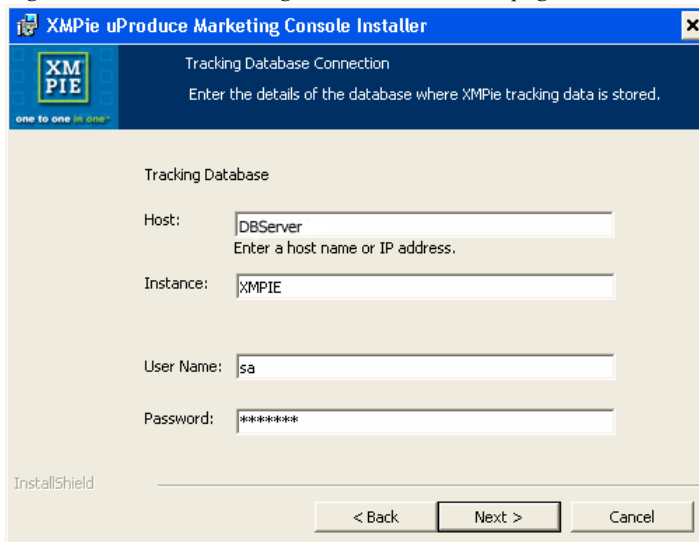 XMPie uProduce Marketing Console Installer
XM
PIE
one to one in one
Tracking Database Connection
Enter the details of the database where XMPie tracking data is stored.
Tracking Database
Host:
DBServer
Enter a host name or IP address.
Instance:
XMPIE
User Name:
sa
Password:
*******
InstallShield
< Back
Next >
Cancel